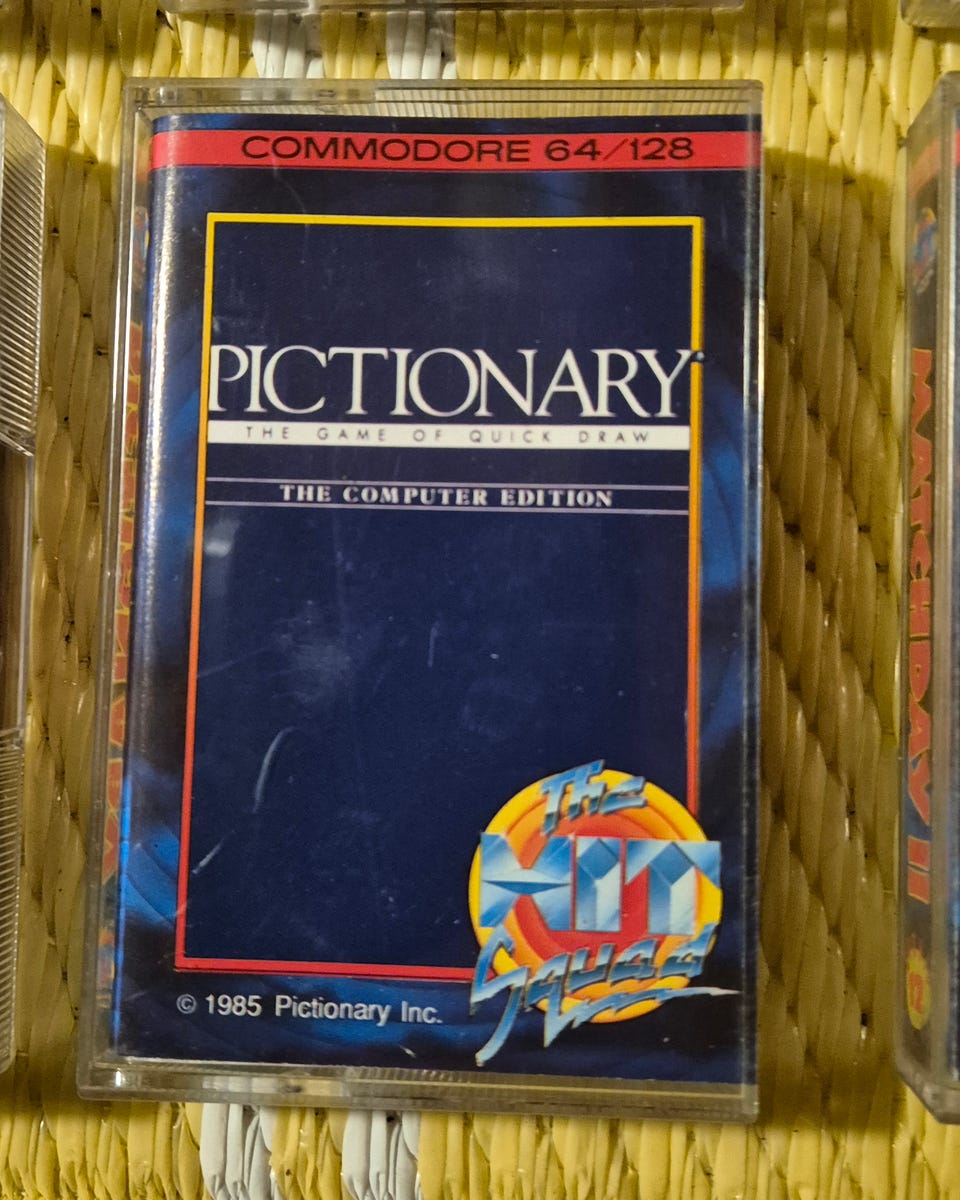 COMMODORE 64/128
PICTIONARY
THE GAME OF QUICK DRAW
THE COMPUTER EDITION
The
HIT
Squad
© 1985 Pictionary Inc.
MATCHDAY II